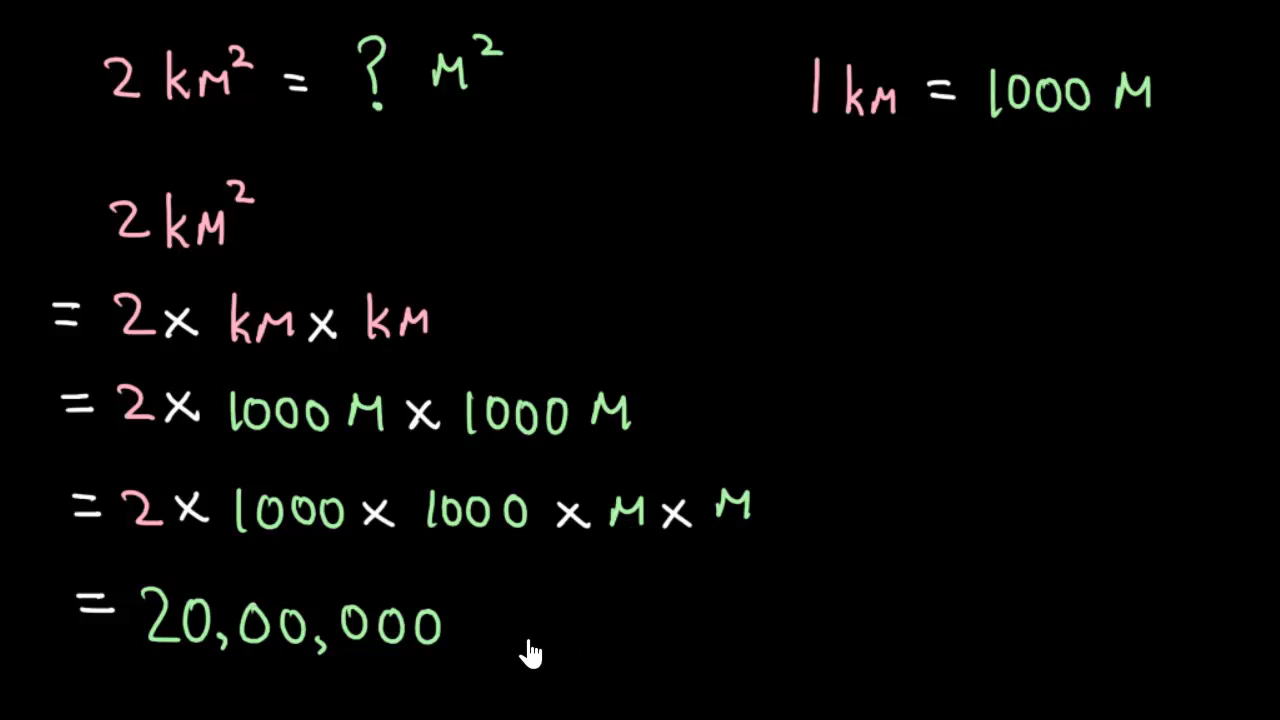 2 km² = ? m²
1 km = 1000 m
2 km²
= 2 × km × km
= 2 × 1000 m × 1000 m
= 2 × 1000 × 1000 × m × m
= 20,00,000